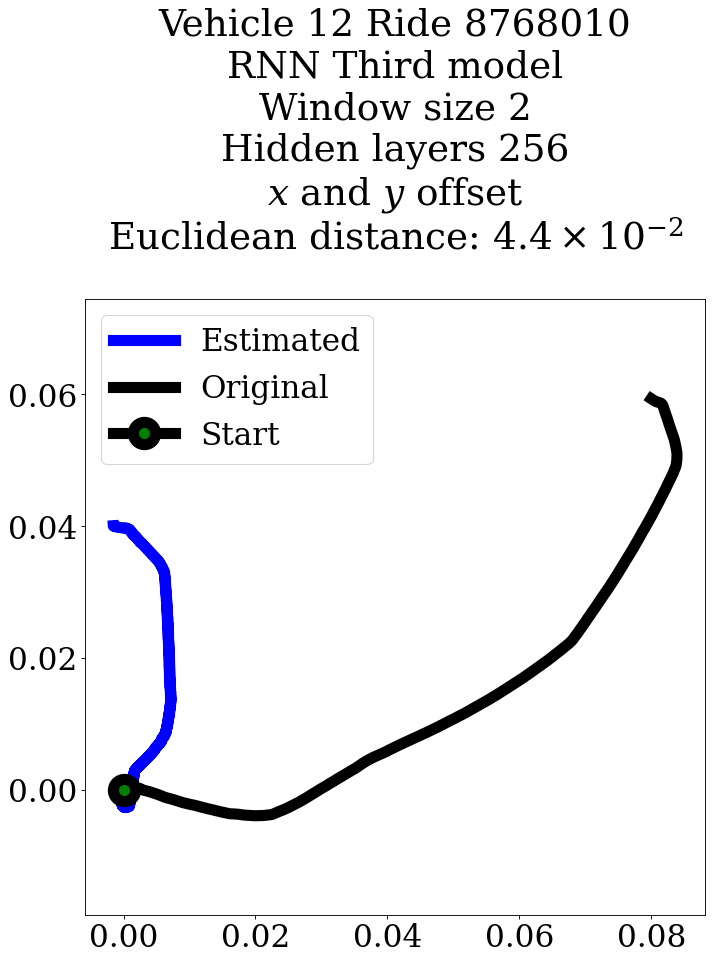 Vehicle 12 Ride 8768010
RNN Third model
Window size 2
Hidden layers 256
x and y offset
Euclidean distance: 4.4 × 10⁻²
Estimated
Original
Start
0.06
0.04
0.02
0.00
0.00 0.02 0.04 0.06 0.08